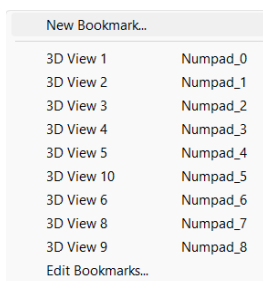 New Bookmark...
3D View 1 Numpad_0
3D View 2 Numpad_1
3D View 3 Numpad_2
3D View 4 Numpad_3
3D View 5 Numpad_4
3D View 10 Numpad_5
3D View 6 Numpad_6
3D View 8 Numpad_7
3D View 9 Numpad_8
Edit Bookmarks...